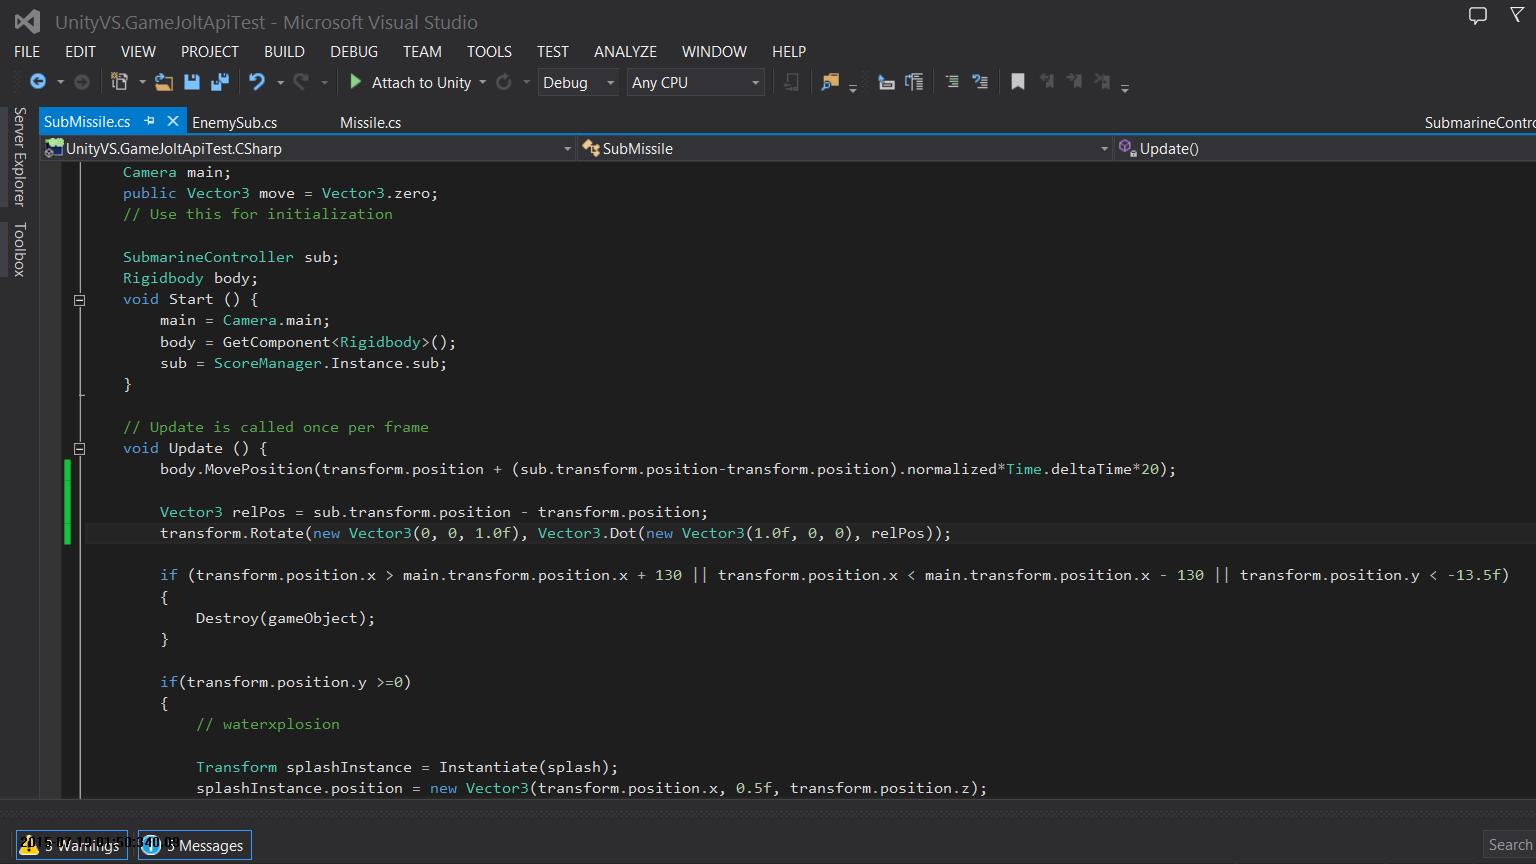 UnityVS.GameJoltApiTest - Microsoft Visual Studio
FILE EDIT VIEW PROJECT BUILD DEBUG TEAM TOOLS TEST ANALYZE WINDOW HELP
Attach to Unity Debug Any CPU
Server Explorer
Toolbox
SubMissile.cs EnemySub.cs Missile.cs SubmarineContro
UnityVS.GameJoltApiTest.CSharp SubMissile Update()
Camera main;
public Vector3 move = Vector3.zero;
// Use this for initialization
SubmarineController sub;
Rigidbody body;
void Start () {
main = Camera.main;
body = GetComponent<Rigidbody>();
sub = ScoreManager.Instance.sub;
}
// Update is called once per frame
void Update () {
body.MovePosition(transform.position + (sub.transform.position-transform.position).normalized*Time.deltaTime*20);
Vector3 relPos = sub.transform.position - transform.position;
transform.Rotate(new Vector3(0, 0, 1.0f), Vector3.Dot(new Vector3(1.0f, 0, 0), relPos));
if (transform.position.x > main.transform.position.x + 130 || transform.position.x < main.transform.position.x - 130 || transform.position.y < -13.5f)
{
Destroy(gameObject);
}
if(transform.position.y >=0)
{
// waterxplosion
Transform splashInstance = Instantiate(splash);
splashInstance.position = new Vector3(transform.position.x, 0.5f, transform.position.z);
Warnings Messages
Search